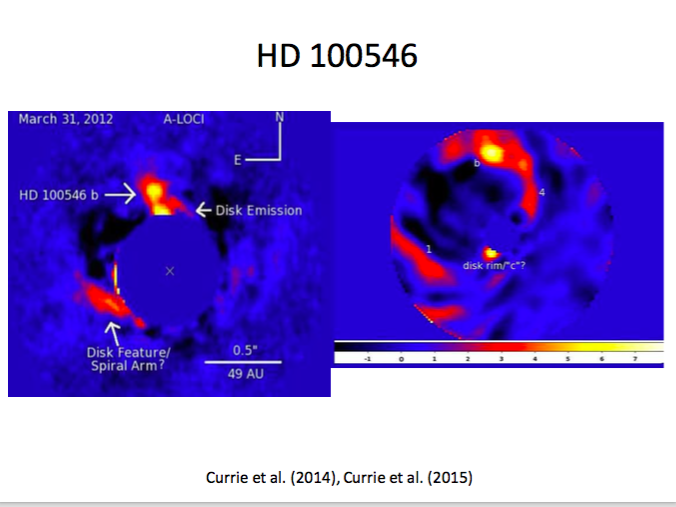 HD 100546
March 31, 2012
A-LOCI
N
E
HD 100546 b
Disk Emission
Disk Feature/
Spiral Arm?
0.5"
49 AU
b
4
1
disk rim/"c"?
-1 0 1 2 3 4 5 6 7
Currie et al. (2014), Currie et al. (2015)